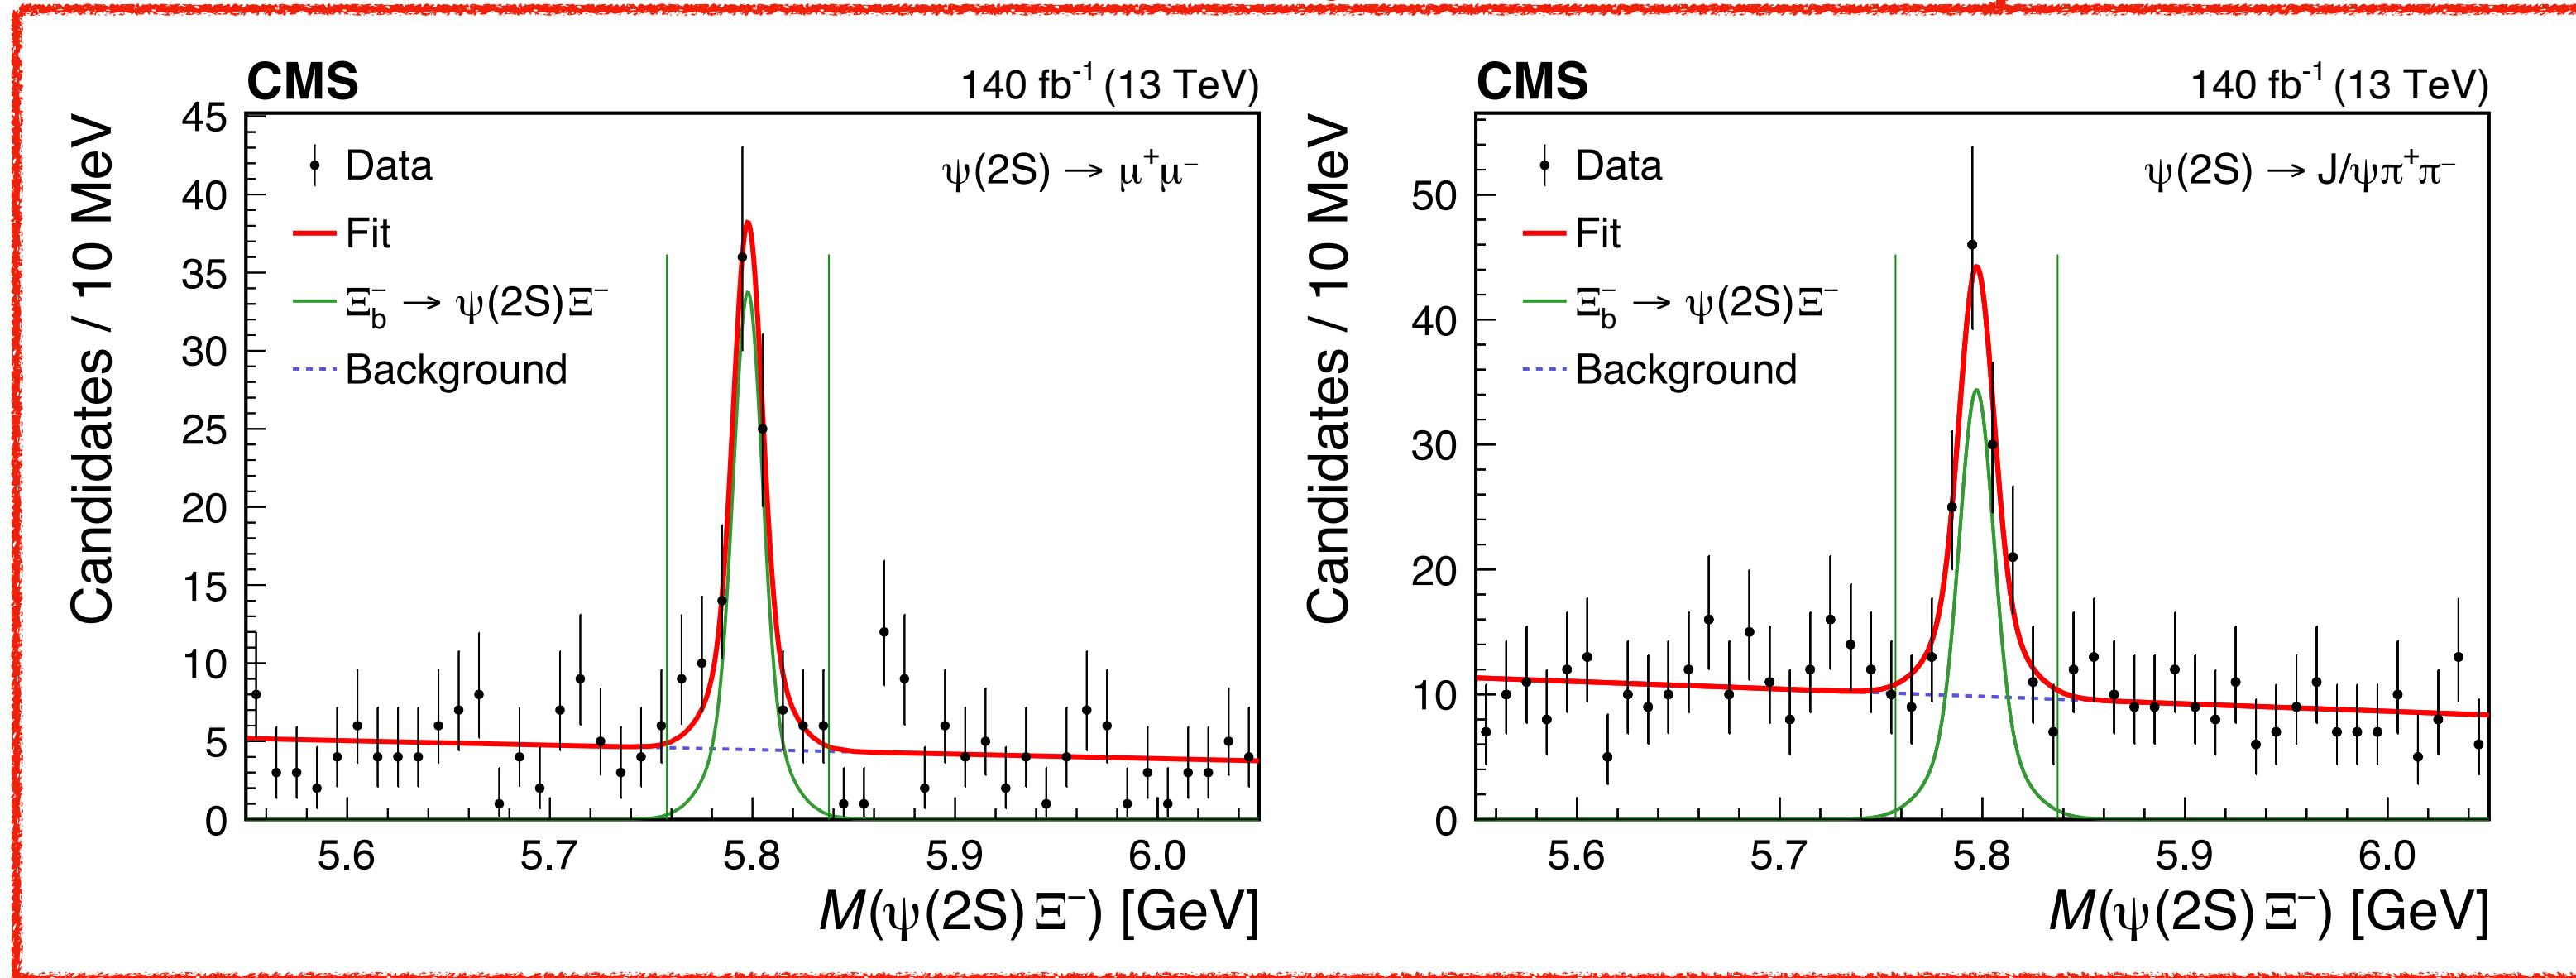 CMS
140 fb⁻¹ (13 TeV)
Candidates / 10 MeV
45
40
35
30
25
20
15
10
5
0
Data
Fit
Ξb⁻ → ψ(2S)Ξ⁻
Background
ψ(2S) → μ⁺μ⁻
5.6 5.7 5.8 5.9 6.0
M(ψ(2S)Ξ⁻) [GeV]
CMS
140 fb⁻¹ (13 TeV)
Candidates / 10 MeV
50
40
30
20
10
0
Data
Fit
Ξb⁻ → ψ(2S)Ξ⁻
Background
ψ(2S) → J/ψπ⁺π⁻
5.6 5.7 5.8 5.9 6.0
M(ψ(2S)Ξ⁻) [GeV]